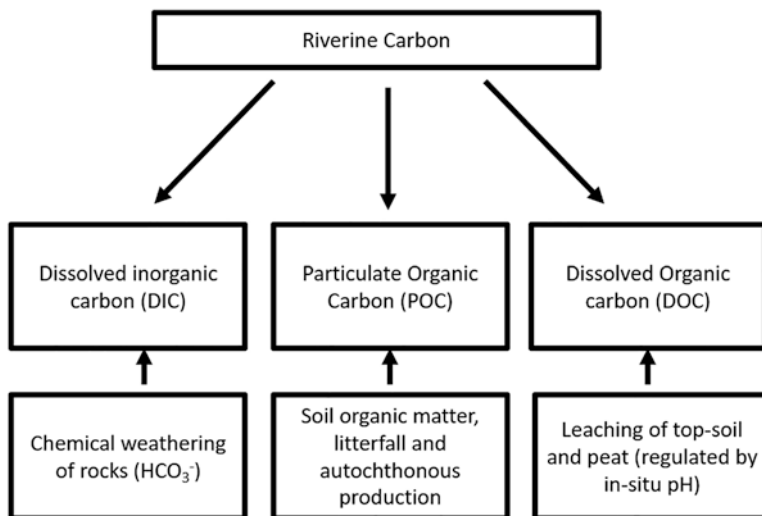 Riverine Carbon
Dissolved inorganic
carbon (DIC)
Particulate Organic
Carbon (POC)
Dissolved Organic
carbon (DOC)
Chemical weathering
of rocks (HCO₃⁻)
Soil organic matter,
litterfall and
autochthonous
production
Leaching of top-soil
and peat (regulated by
in-situ pH)